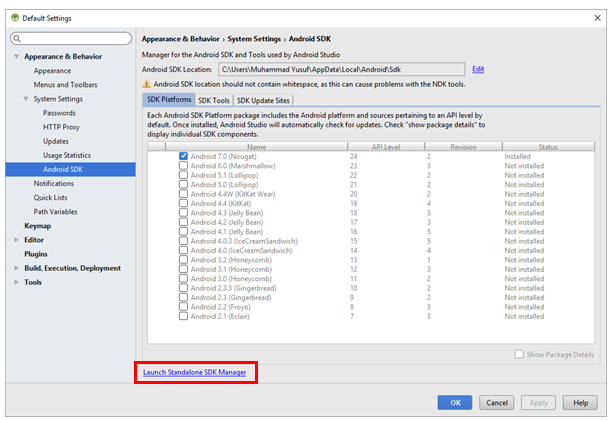 Default Settings
Appearance & Behavior
Appearance
Menus and Toolbars
System Settings
Passwords
HTTP Proxy
Updates
Usage Statistics
Android SDK
Notifications
Quick Lists
Path Variables
Keymap
Editor
Plugins
Build, Execution, Deployment
Tools
Appearance & Behavior › System Settings › Android SDK
Manager for the Android SDK and Tools used by Android Studio
Android SDK Location: C:\Users\Muhammad Yusuf\AppData\Local\Android\Sdk Edit
Android SDK location should not contain whitespace, as this can cause problems with the NDK tools.
SDK Platforms SDK Tools SDK Update Sites
Each Android SDK Platform package includes the Android platform and sources pertaining to an API level by
default. Once installed, Android Studio will automatically check for updates. Check "show package details" to
display individual SDK components.
Name API Level Revision Status
Android 7.0 (Nougat) 24 2 Installed
Android 6.0 (Marshmallow) 23 3 Not installed
Android 5.1 (Lollipop) 22 2 Not installed
Android 5.0 (Lollipop) 21 2 Not installed
Android 4.4W (KitKat Wear) 20 2 Not installed
Android 4.4 (KitKat) 19 4 Not installed
Android 4.3 (Jelly Bean) 18 3 Not installed
Android 4.2 (Jelly Bean) 17 3 Not installed
Android 4.1 (Jelly Bean) 16 5 Not installed
Android 4.0.3 (IceCreamSandwich) 15 5 Not installed
Android 4.0 (IceCreamSandwich) 14 4 Not installed
Android 3.2 (Honeycomb) 13 1 Not installed
Android 3.1 (Honeycomb) 12 3 Not installed
Android 3.0 (Honeycomb) 11 2 Not installed
Android 2.3.3 (Gingerbread) 10 2 Not installed
Android 2.3 (Gingerbread) 9 2 Not installed
Android 2.2 (Froyo) 8 3 Not installed
Android 2.1 (Eclair) 7 3 Not installed
Show Package Details
Launch Standalone SDK Manager
OK Cancel Apply Help